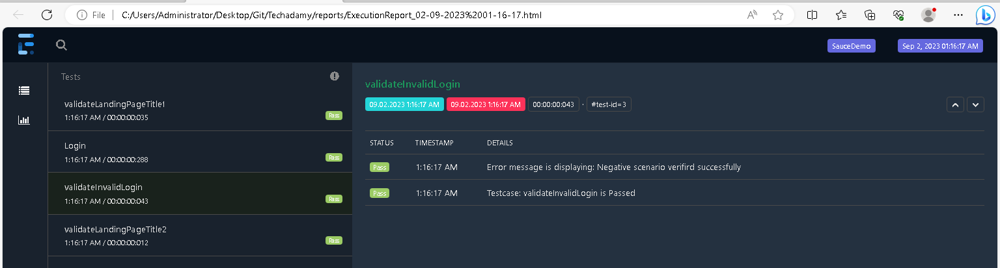 File C:/Users/Administrator/Desktop/Git/Techadamy/reports/ExecutionReport_02-09-2023%2001-16-17.html
SauceDemo Sep 2, 2023 01:16:17 AM
Tests
validateLandingPageTitle1
1:16:17 AM / 00:00:00:035 Pass
Login
1:16:17 AM / 00:00:00:288 Pass
validateInvalidLogin
1:16:17 AM / 00:00:00:043 Pass
validateLandingPageTitle2
1:16:17 AM / 00:00:00:012 Pass
validateInvalidLogin
09.02.2023 1:16:17 AM 09.02.2023 1:16:17 AM 00:00:00:043 · #test-id=3
STATUS TIMESTAMP DETAILS
Pass 1:16:17 AM Error message is displaying: Negative scenario verifird successfully
Pass 1:16:17 AM Testcase: validateInvalidLogin is Passed